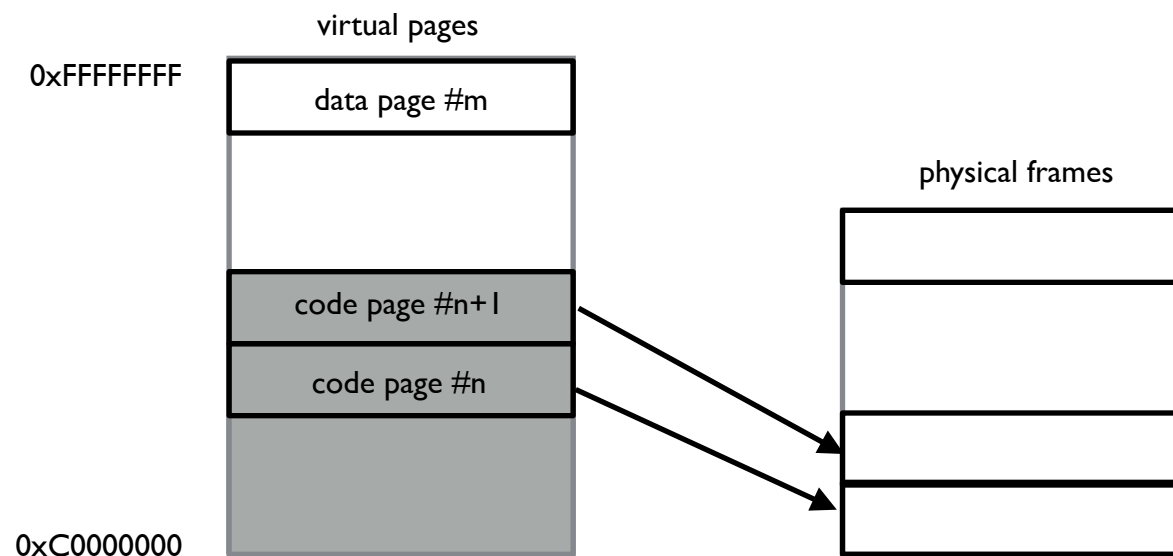 virtual pages
0xFFFFFFFF
data page #m
physical frames
code page #n+1
code page #n
0xC0000000